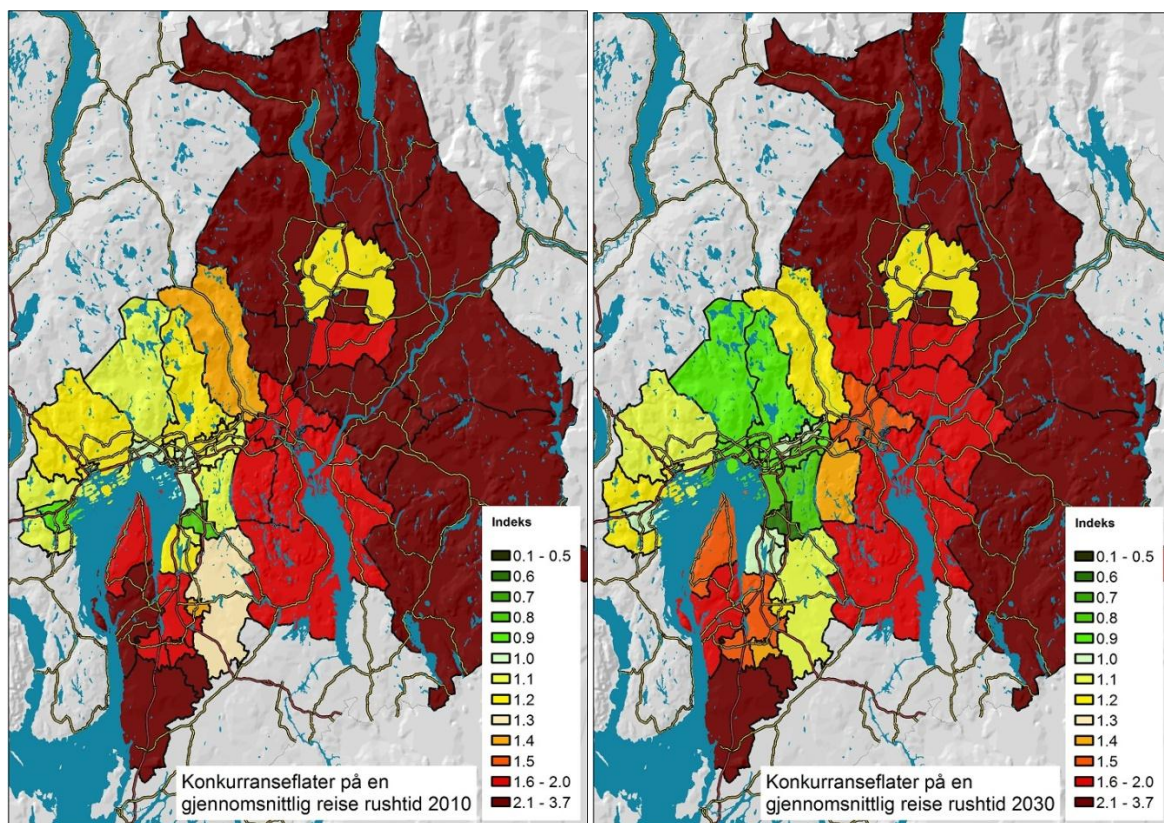 Indeks
0.1 - 0.5
0.6
0.7
0.8
0.9
1.0
1.1
1.2
1.3
1.4
1.5
1.6 - 2.0
2.1 - 3.7
Konkurranseflater på en
gjennomsnittlig reise rushtid 2010
Indeks
0.1 - 0.5
0.6
0.7
0.8
0.9
1.0
1.1
1.2
1.3
1.4
1.5
1.6 - 2.0
2.1 - 3.7
Konkurranseflater på en
gjennomsnittlig reise rushtid 2030